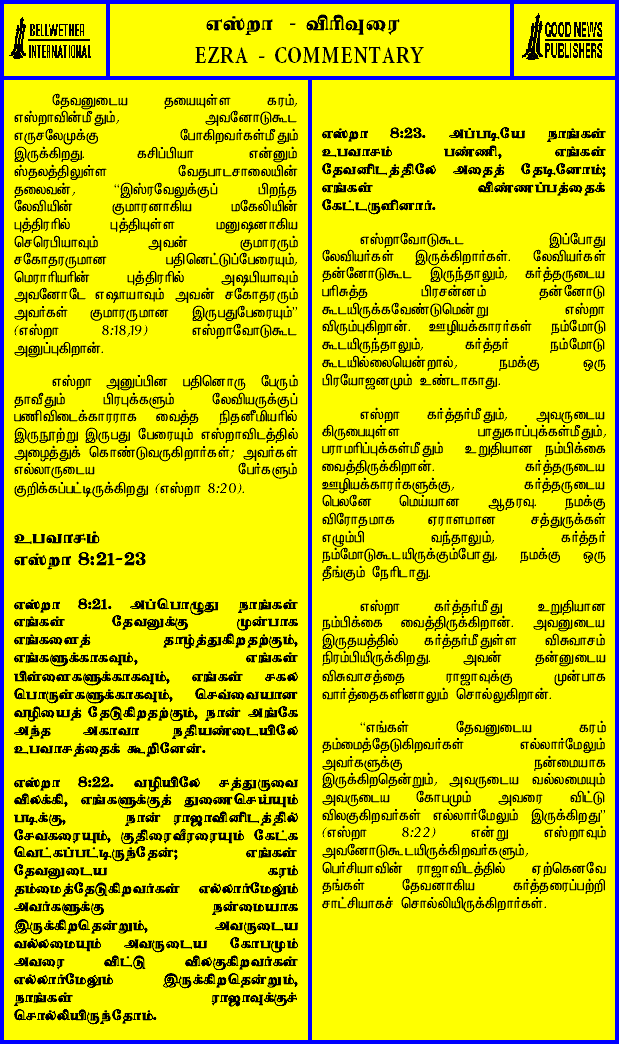 எஸ்றா - விரிவுரை
EZRA - COMMENTARY
BELLWETHER
INTERNATIONAL
GOOD NEWS
PUBLISHERS
தேவனுடைய தயையுள்ள கரம்,
எஸ்றாவின்மீதும், அவனோடுகூட
எருசலேமுக்கு போகிறவர்கள்மீதும்
இருக்கிறது. கசிப்பியா என்னும்
ஸ்தலத்திலுள்ள வேதபாடசாலையின்
தலைவன், “இஸ்ரவேலுக்குப் பிறந்த
லேவியின் குமாரனாகிய மகேலியின்
புத்திரரில் புத்தியுள்ள மனுஷனாகிய
செரெபியாவும் அவன் குமாரரும்
சகோதரருமான பதினெட்டுப்பேரையும்,
மெராரியரின் புத்திரரில் அஷபியாவும்
அவனோடே எஷாயாவும் அவன் சகோதரரும்
அவர்கள் குமாரருமான இருபதுபேரையும்”
(எஸ்றா 8:18,19) எஸ்றாவோடுகூட
அனுப்புகிறான்.
எஸ்றா அனுப்பின பதினொரு பேரும்
தாவீதும் பிரபுக்களும் லேவியருக்குப்
பணிவிடைக்காரராக வைத்த நிதனீமியரில்
இருநூற்று இருபது பேரையும் எஸ்றாவிடத்தில்
அழைத்துக் கொண்டுவருகிறார்கள்; அவர்கள்
எல்லாருடைய பேர்களும்
குறிக்கப்பட்டிருக்கிறது (எஸ்றா 8:20).
உபவாசம்
எஸ்றா 8:21-23
எஸ்றா 8:21. அப்பொழுது நாங்கள்
எங்கள் தேவனுக்கு முன்பாக
எங்களைத் தாழ்த்துகிறதற்கும்,
எங்களுக்காகவும், எங்கள்
பிள்ளைகளுக்காகவும், எங்கள் சகல
பொருள்களுக்காகவும், செவ்வையான
வழியைத் தேடுகிறதற்கும், நான் அங்கே
அந்த அகாவா நதியண்டையிலே
உபவாசத்தைக் கூறினேன்.
எஸ்றா 8:22. வழியிலே சத்துருவை
விலக்கி, எங்களுக்குத் துணைசெய்யும்
படிக்கு, நான் ராஜாவினிடத்தில்
சேவகரையும், குதிரைவீரரையும் கேட்க
வெட்கப்பட்டிருந்தேன்; எங்கள்
தேவனுடைய கரம்
தம்மைத்தேடுகிறவர்கள் எல்லார்மேலும்
அவர்களுக்கு நன்மையாக
இருக்கிறதென்றும், அவருடைய
வல்லமையும் அவருடைய கோபமும்
அவரை விட்டு விலகுகிறவர்கள்
எல்லார்மேலும் இருக்கிறதென்றும்,
நாங்கள் ராஜாவுக்குச்
சொல்லியிருந்தோம்.
எஸ்றா 8:23. அப்படியே நாங்கள்
உபவாசம் பண்ணி, எங்கள்
தேவனிடத்திலே அதைத் தேடினோம்;
எங்கள் விண்ணப்பத்தைக்
கேட்டருளினார்.
எஸ்றாவோடுகூட இப்போது
லேவியர்கள் இருக்கிறார்கள். லேவியர்கள்
தன்னோடுகூட இருந்தாலும், கர்த்தருடைய
பரிசுத்த பிரசன்னம் தன்னோடு
கூடயிருக்கவேண்டுமென்று எஸ்றா
விரும்புகிறான். ஊழியக்காரர்கள் நம்மோடு
கூடயிருந்தாலும், கர்த்தர் நம்மோடு
கூடயில்லையென்றால், நமக்கு ஒரு
பிரயோஜனமும் உண்டாகாது.
எஸ்றா கர்த்தர்மீதும், அவருடைய
கிருபையுள்ள பாதுகாப்புக்கள்மீதும்,
பராமரிப்புக்கள்மீதும் உறுதியான நம்பிக்கை
வைத்திருக்கிறான். கர்த்தருடைய
ஊழியக்காரர்களுக்கு, கர்த்தருடைய
பெலனே மெய்யான ஆதரவு. நமக்கு
விரோதமாக ஏராளமான சத்துருக்கள்
எழும்பி வந்தாலும், கர்த்தர்
நம்மோடுகூடயிருக்கும்போது, நமக்கு ஒரு
தீங்கும் நேரிடாது.
எஸ்றா கர்த்தர்மீது உறுதியான
நம்பிக்கை வைத்திருக்கிறான். அவனுடைய
இருதயத்தில் கர்த்தர்மீதுள்ள விசுவாசம்
நிரம்பியிருக்கிறது. அவன் தன்னுடைய
விசுவாசத்தை ராஜாவுக்கு முன்பாக
வார்த்தைகளினாலும் சொல்லுகிறான்.
“எங்கள் தேவனுடைய கரம்
தம்மைத்தேடுகிறவர்கள் எல்லார்மேலும்
அவர்களுக்கு நன்மையாக
இருக்கிறதென்றும், அவருடைய வல்லமையும்
அவருடைய கோபமும் அவரை விட்டு
விலகுகிறவர்கள் எல்லார்மேலும் இருக்கிறது”
(எஸ்றா 8:22) என்று எஸ்றாவும்
அவனோடுகூடயிருக்கிறவர்களும்,
பெர்சியாவின் ராஜாவிடத்தில் ஏற்கெனவே
தங்கள் தேவனாகிய கர்த்தரைப்பற்றி
சாட்சியாகச் சொல்லியிருக்கிறார்கள்.